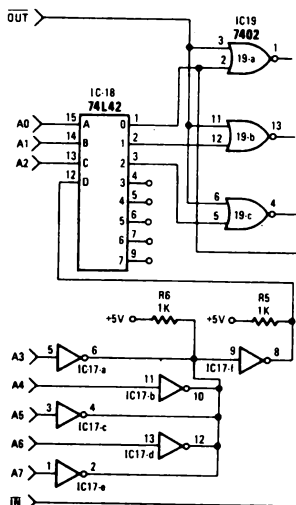 OUT
IC19
7402
3 1
2 19-a
IC-18
74L42
A0 15 A 0 1
A1 14 B 1 2
A2 13 C 2 3
12 D 3 4
4 5
5 6
6 7
7 9
11 13
12 19-b
6 4
5 19-c
R6 R5
1K 1K
+5V +5V
A3 5 6 9 8
IC17-a IC17-f
A4 11 10
IC17-b
A5 3 4
IC17-c
A6 13 12
IC17-d
A7 1 2
IC17-e
IN